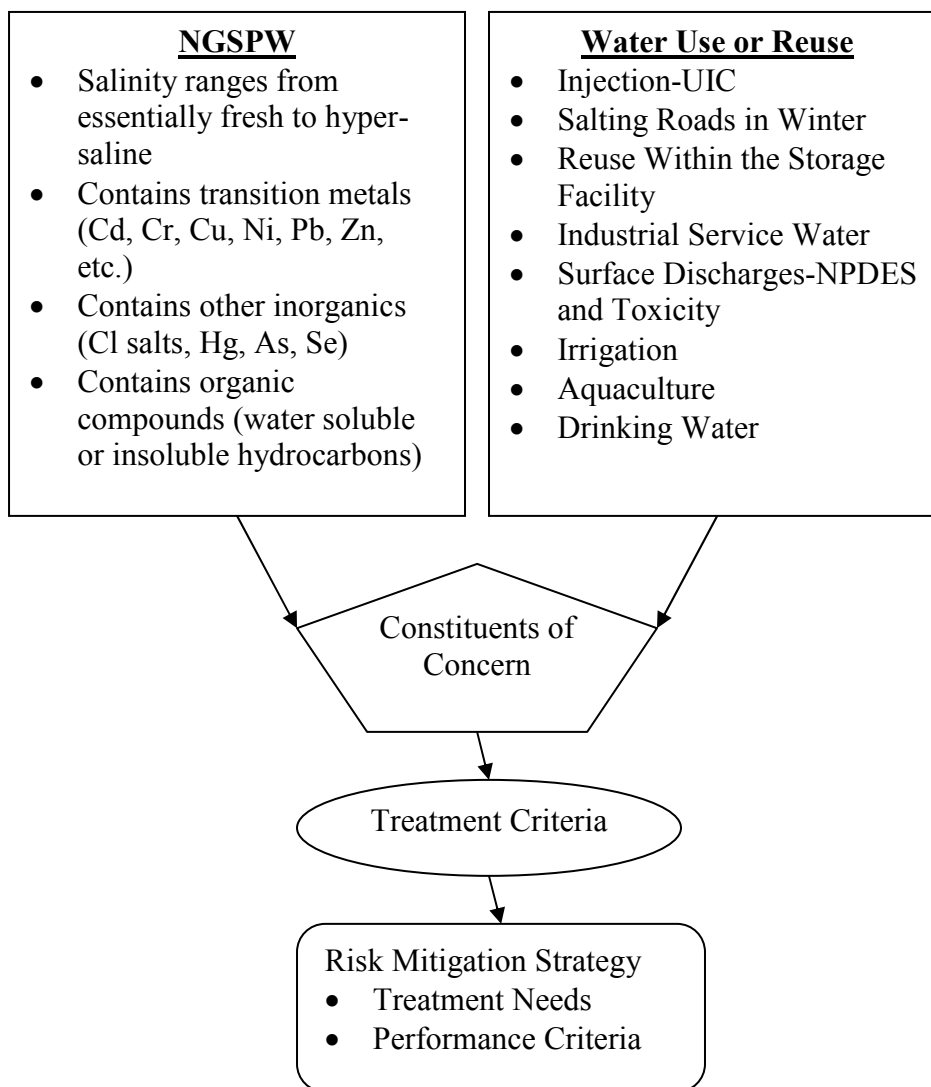 NGSPW
• Salinity ranges from
essentially fresh to hyper-
saline
• Contains transition metals
(Cd, Cr, Cu, Ni, Pb, Zn,
etc.)
• Contains other inorganics
(Cl salts, Hg, As, Se)
• Contains organic
compounds (water soluble
or insoluble hydrocarbons)
Water Use or Reuse
• Injection-UIC
• Salting Roads in Winter
• Reuse Within the Storage
Facility
• Industrial Service Water
• Surface Discharges-NPDES
and Toxicity
• Irrigation
• Aquaculture
• Drinking Water
Constituents of
Concern
Treatment Criteria
Risk Mitigation Strategy
• Treatment Needs
• Performance Criteria